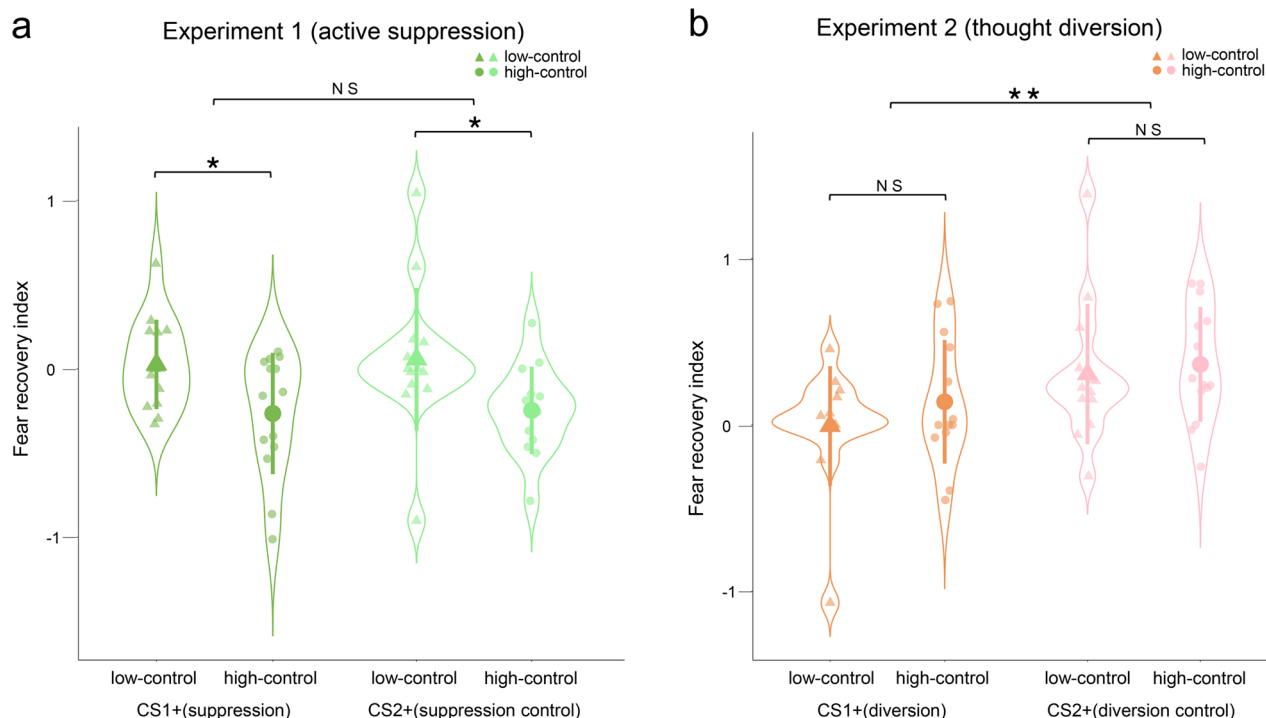 a
Experiment 1 (active suppression)
low-control
high-control
N S
*
*
Fear recovery index
1
0
-1
low-control
high-control
low-control
high-control
CS1+(suppression)
CS2+(suppression control)
b
Experiment 2 (thought diversion)
low-control
high-control
**
N S
N S
Fear recovery index
1
0
-1
low-control
high-control
low-control
high-control
CS1+(diversion)
CS2+(diversion control)